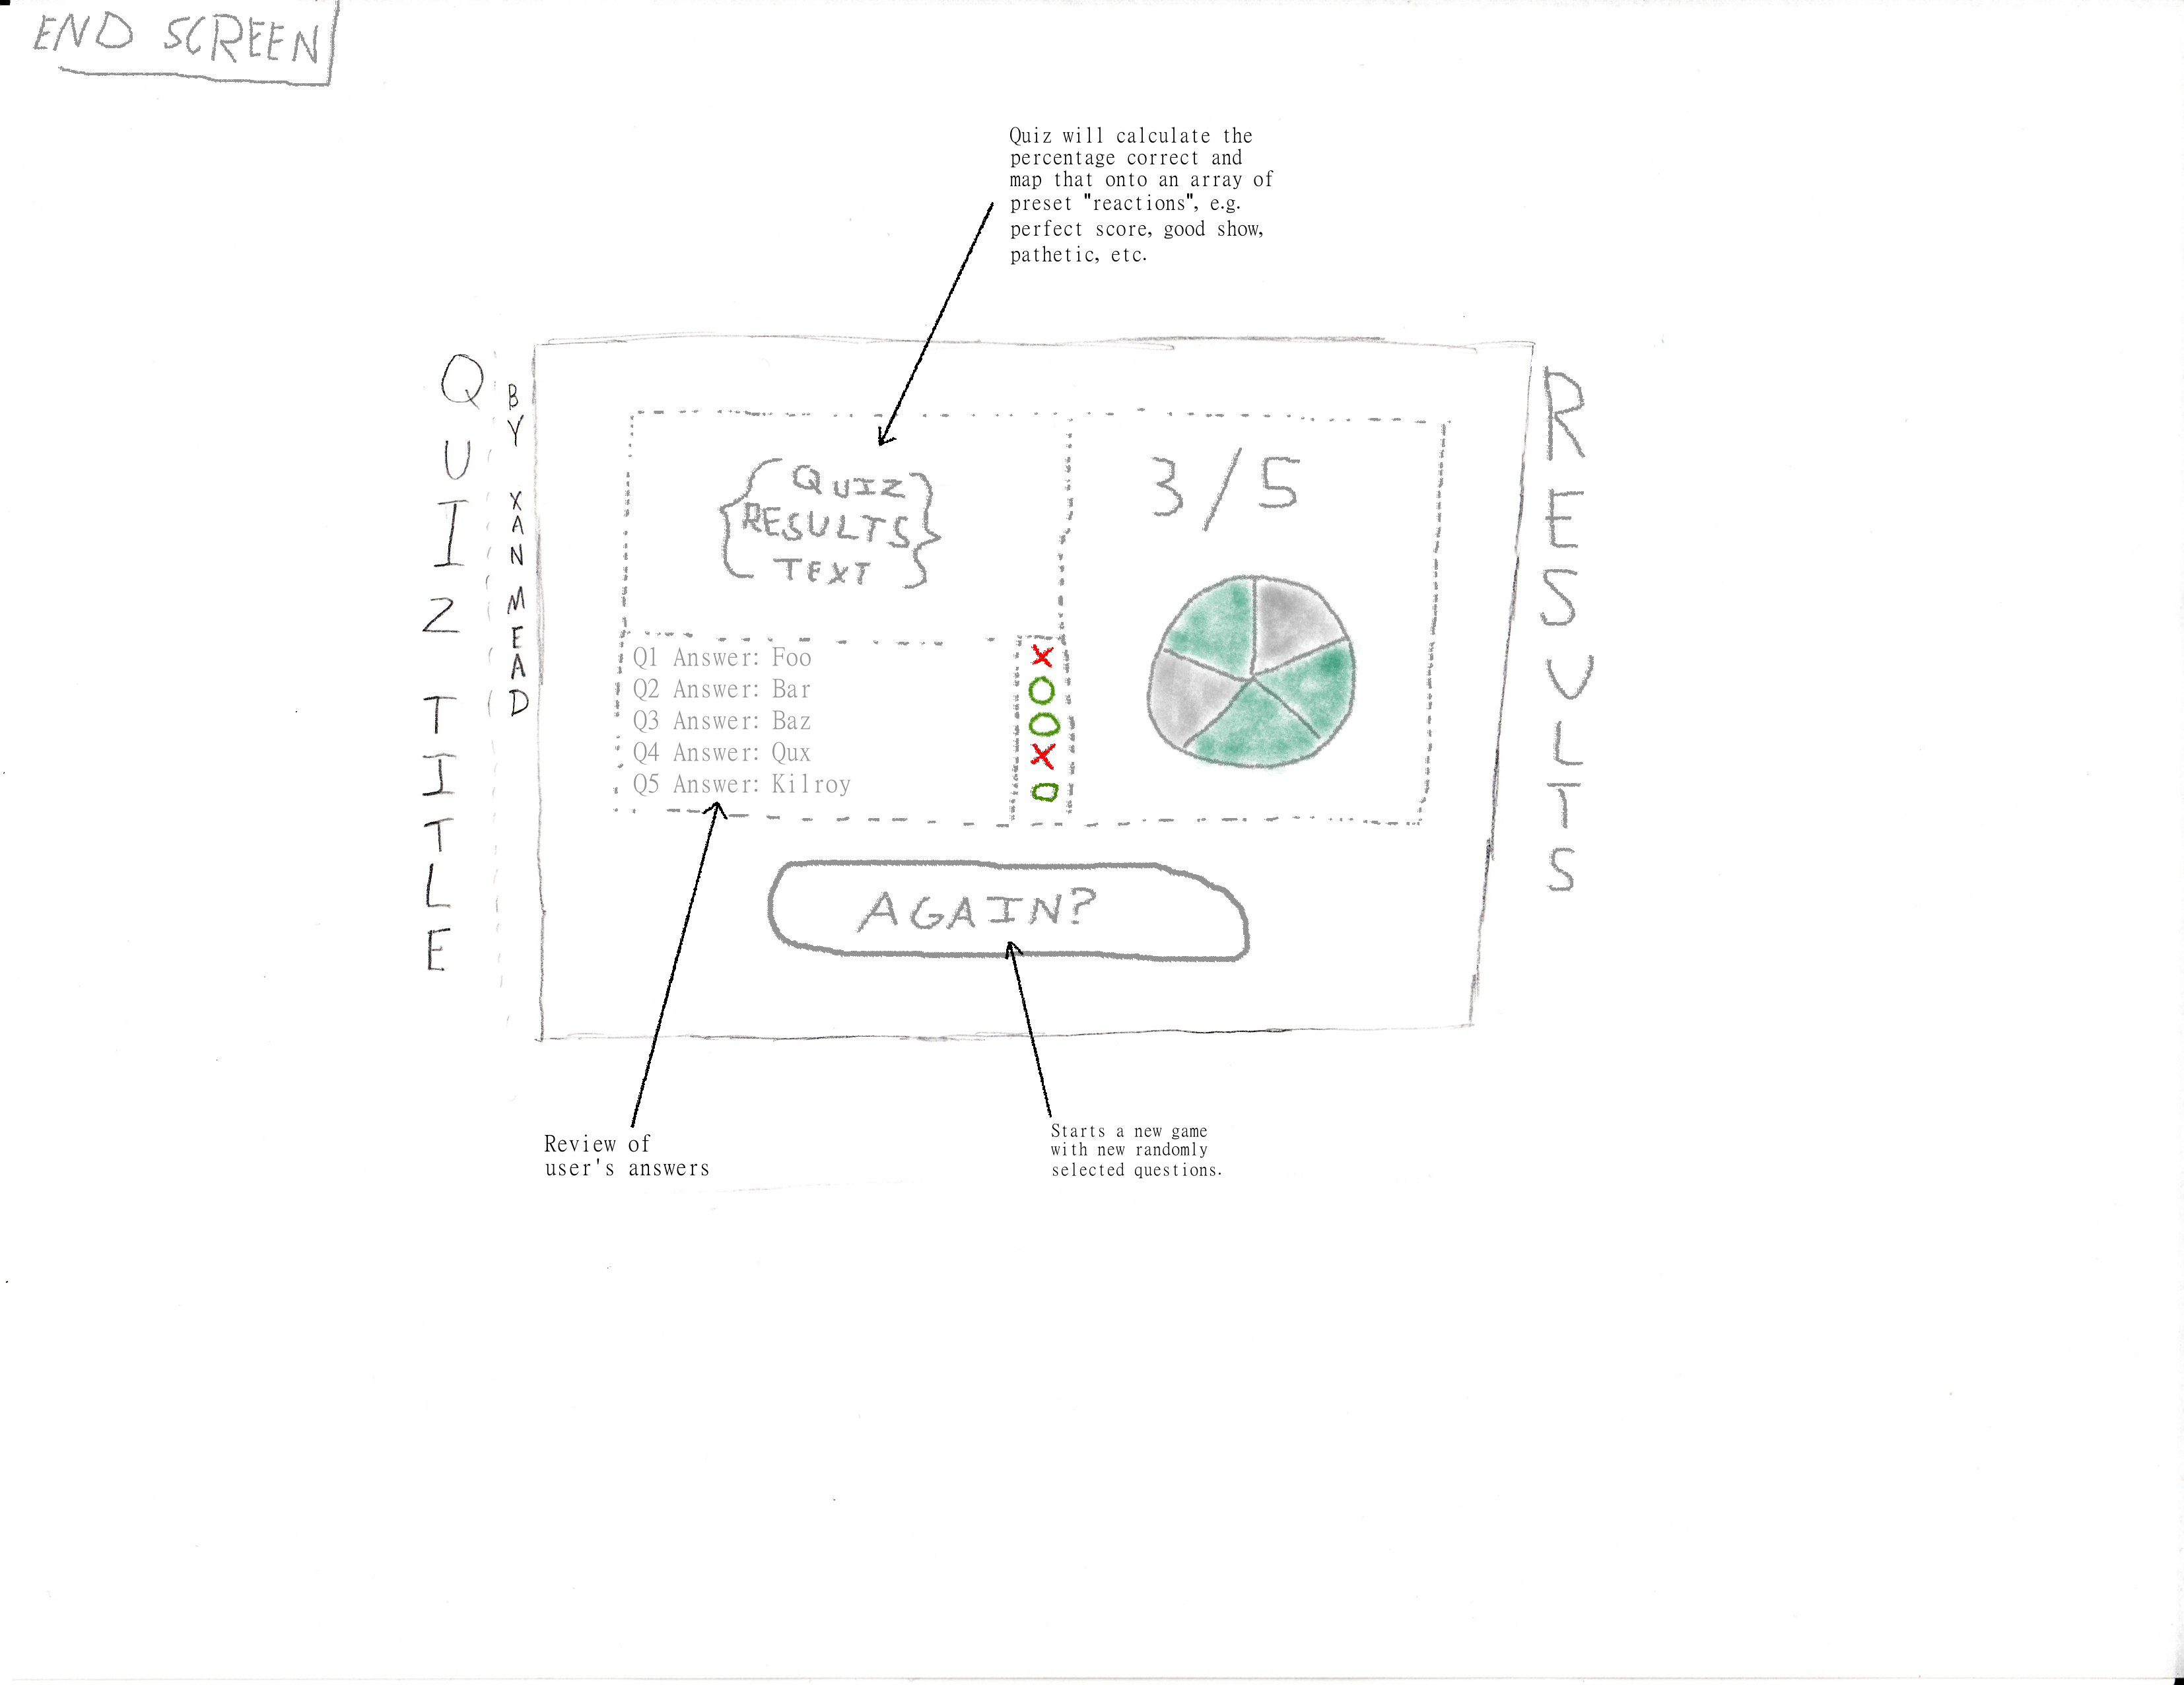 END SCREEN
Quiz will calculate the
percentage correct and
map that onto an array of
preset "reactions", e.g.
perfect score, good show,
pathetic, etc.
QUIZ TITLE
BY XAN MEAD
QUIZ
RESULTS
TEXT
3/5
Q1 Answer: Foo X
Q2 Answer: Bar O
Q3 Answer: Baz O
Q4 Answer: Qux X
Q5 Answer: Kilroy O
AGAIN?
RESULTS
Review of
user's answers
Starts a new game
with new randomly
selected questions.